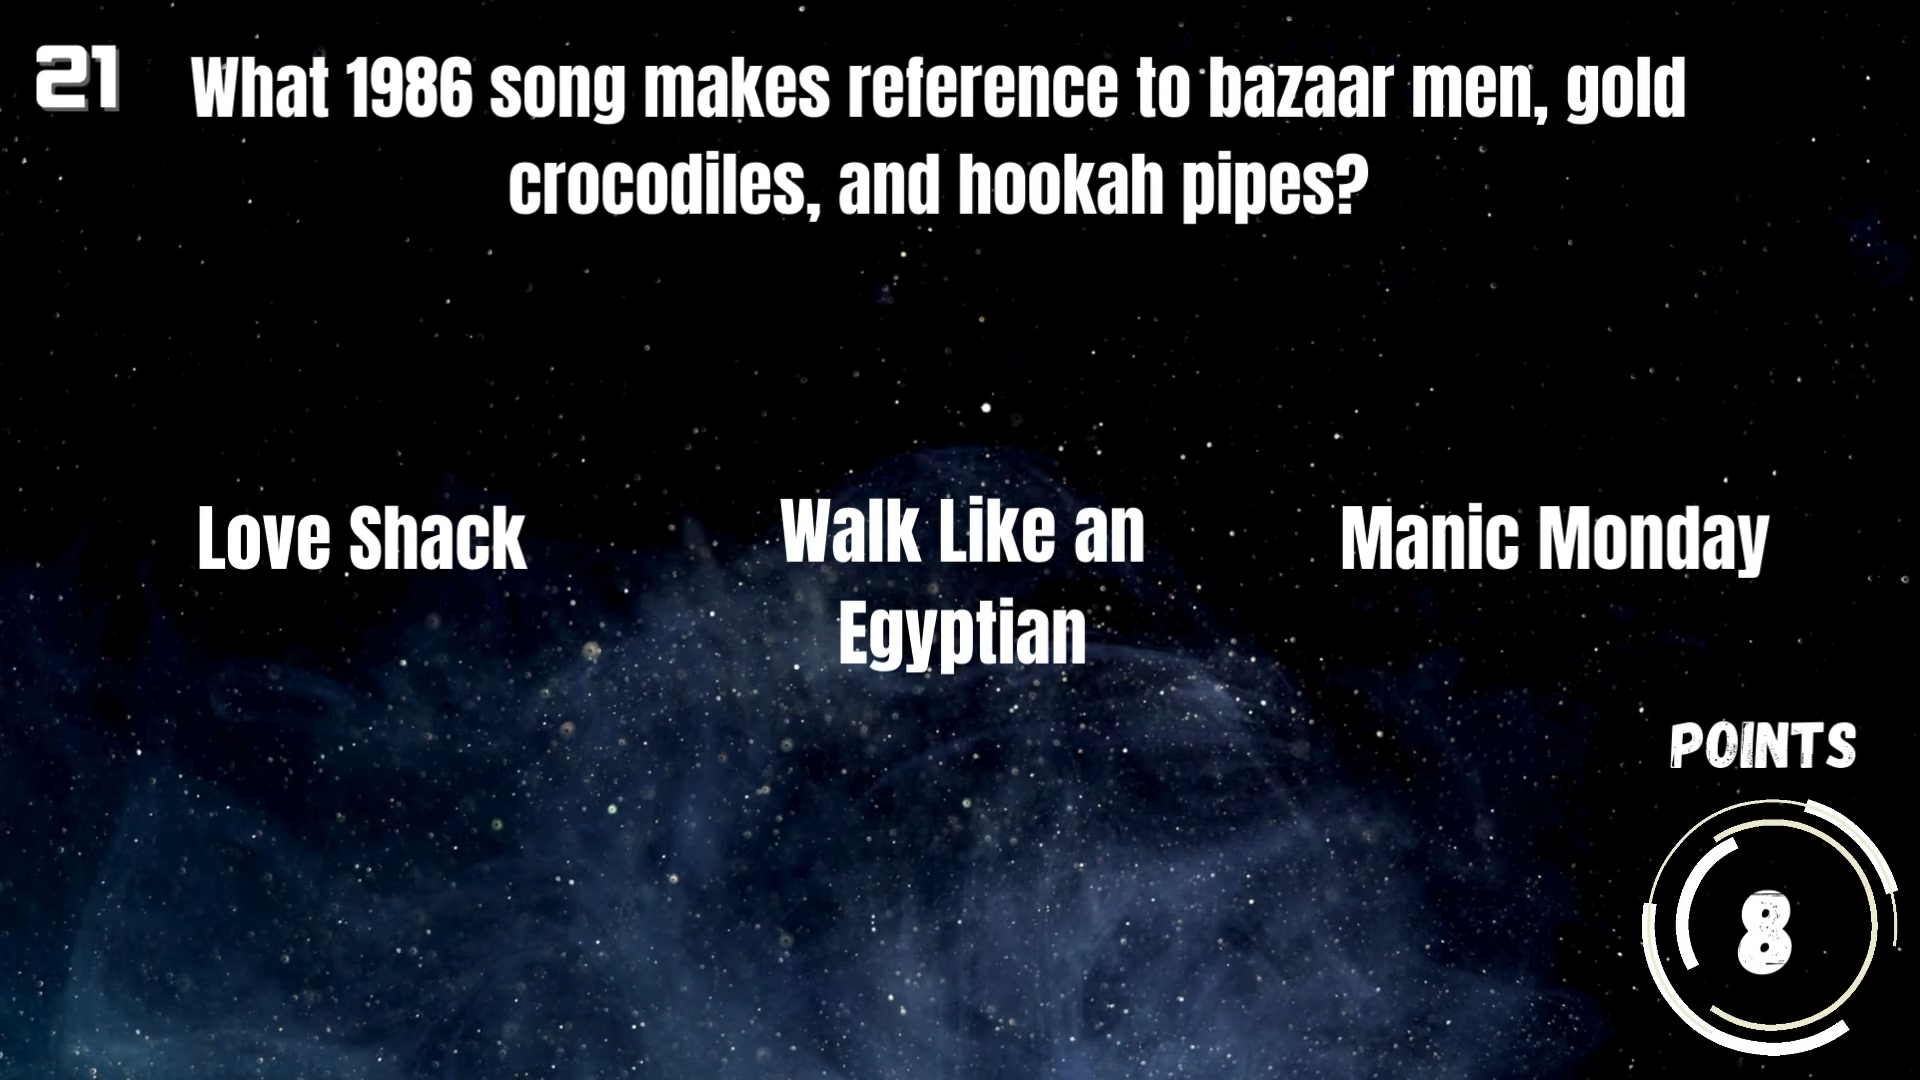 21
What 1986 song makes reference to bazaar men, gold
crocodiles, and hookah pipes?
Love Shack
Walk Like an
Egyptian
Manic Monday
POINTS
8